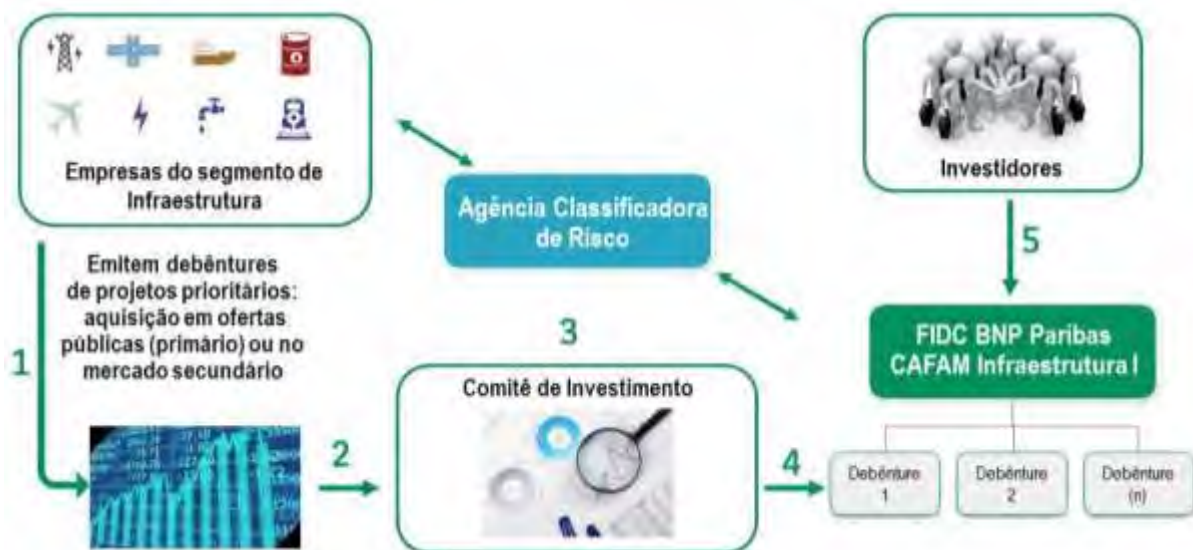 Empresas do segmento de
Infraestrutura
Agência Classificadora
de Risco
Investidores
1
Emitem debêntures
de projetos prioritários:
aquisição em ofertas
públicas (primário) ou no
mercado secundário
2
3
Comitê de Investimento
4
5
FIDC BNP Paribas
CAFAM Infraestrutura I
Debênture
1
Debênture
2
Debênture
(n)